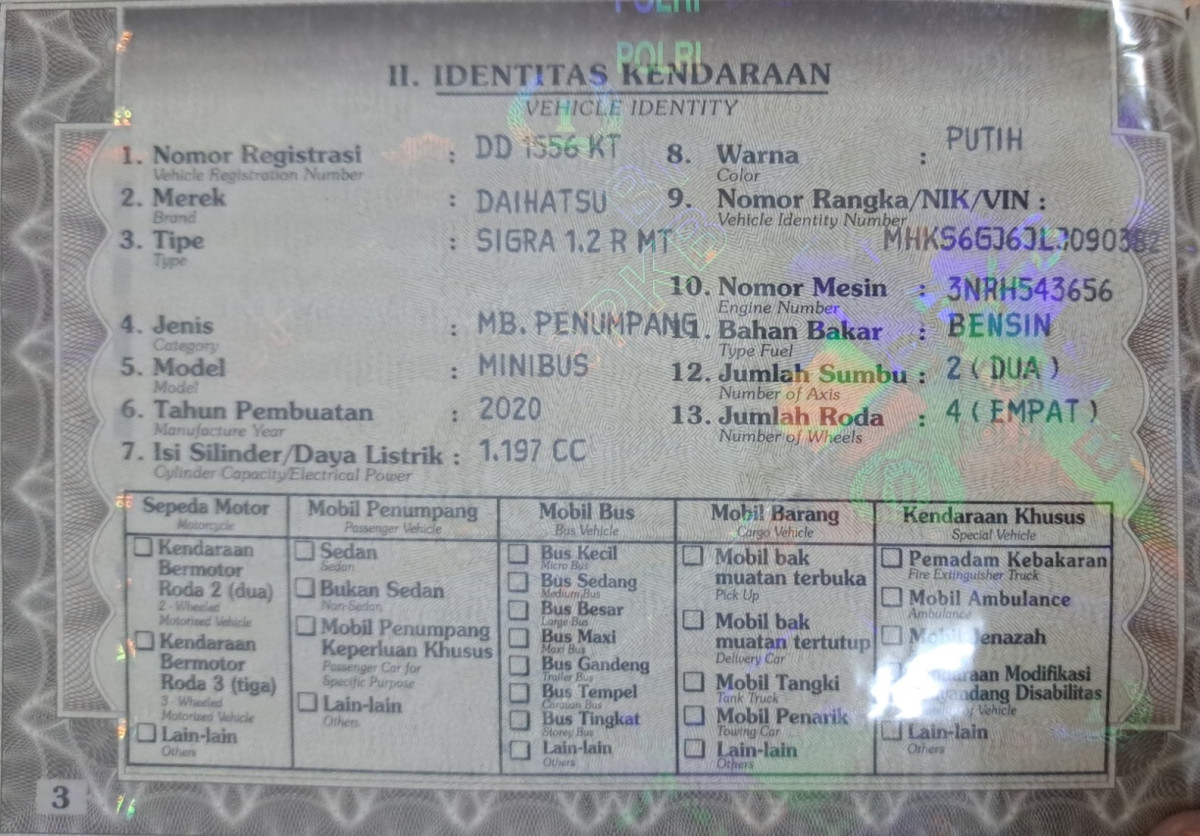 POLRI
POLRI
II. IDENTITAS KENDARAAN
VEHICLE IDENTITY
1. Nomor Registrasi : DD 1556 KT
Vehicle Registration Number
2. Merek : DAIHATSU
Brand
3. Tipe : SIGRA 1.2 R MT
Type
4. Jenis : MB. PENUMPANG
Category
5. Model : MINIBUS
Model
6. Tahun Pembuatan : 2020
Manufacture Year
7. Isi Silinder/Daya Listrik : 1.197 CC
Cylinder Capacity/Electrical Power
8. Warna : PUTIH
Color
9. Nomor Rangka/NIK/VIN :
Vehicle Identity Number
10. Nomor Mesin : 3NRH543656
Engine Number
11. Bahan Bakar : BENSIN
Type Fuel
12. Jumlah Sumbu : 2 ( DUA )
Number of Axis
13. Jumlah Roda : 4 ( EMPAT )
Number of Wheels
Sepeda Motor
Motorcycle
Kendaraan
Bermotor
Roda 2 (dua)
2 - Wheeled
Motorised Vehicle
Kendaraan
Bermotor
Roda 3 (tiga)
3 - Wheeled
Motorized Vehicle
Lain-lain
Others
Mobil Penumpang
Passenger Vehicle
Sedan
Sedan
Bukan Sedan
Non-Sedan
Mobil Penumpang
Keperluan Khusus
Passenger Car for
Specific Purpose
Lain-lain
Others
Mobil Bus
Bus Vehicle
Bus Kecil
Micro Bus
Bus Sedang
Medium Bus
Bus Besar
Large Bus
Bus Maxi
Maxi Bus
Bus Gandeng
Trailer Bus
Bus Tempel
Caravan Bus
Bus Tingkat
Storey Bus
Lain-lain
Others
Mobil Barang
Cargo Vehicle
Mobil bak
muatan terbuka
Pick Up
Mobil bak
muatan tertutup
Delivery Car
Mobil Tangki
Tank Truck
Mobil Penarik
Towing Car
Lain-lain
Others
Kendaraan Khusus
Special Vehicle
Pemadam Kebakaran
Fire Extinguisher Truck
Mobil Ambulance
Ambulance
Mobil Jenazah
Modifikasi
Disabilitas
Vehicle
Lain-lain
Others
3